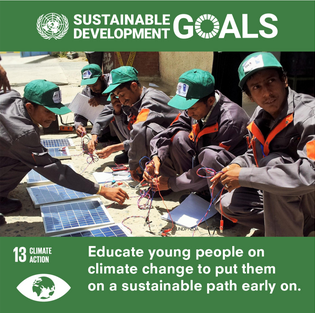 SUSTAINABLE
DEVELOPMENT GOALS
13 CLIMATE
ACTION
Educate young people on
climate change to put them
on a sustainable path early on.